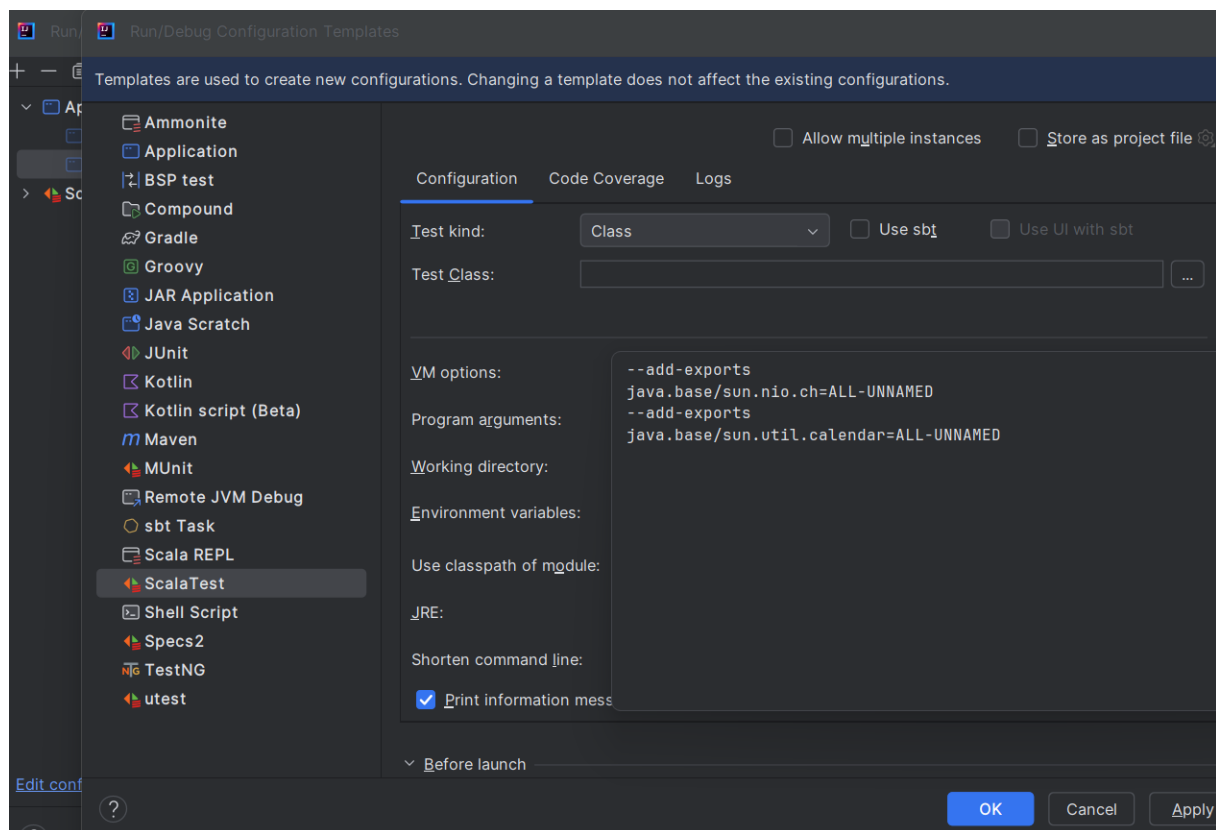 Run/
Run/Debug Configuration Templates
Templates are used to create new configurations. Changing a template does not affect the existing configurations.
Ap
Sc
Edit conf
Ammonite
Application
BSP test
Compound
Gradle
Groovy
JAR Application
Java Scratch
JUnit
Kotlin
Kotlin script (Beta)
Maven
MUnit
Remote JVM Debug
sbt Task
Scala REPL
ScalaTest
Shell Script
Specs2
TestNG
utest
Allow multiple instances
Store as project file
Configuration Code Coverage Logs
Test kind: Class Use sbt Use UI with sbt
Test Class: ...
VM options:
--add-exports
java.base/sun.nio.ch=ALL-UNNAMED
--add-exports
java.base/sun.util.calendar=ALL-UNNAMED
Program arguments:
Working directory:
Environment variables:
Use classpath of module:
JRE:
Shorten command line:
Print information mess
Before launch
?
OK Cancel Apply